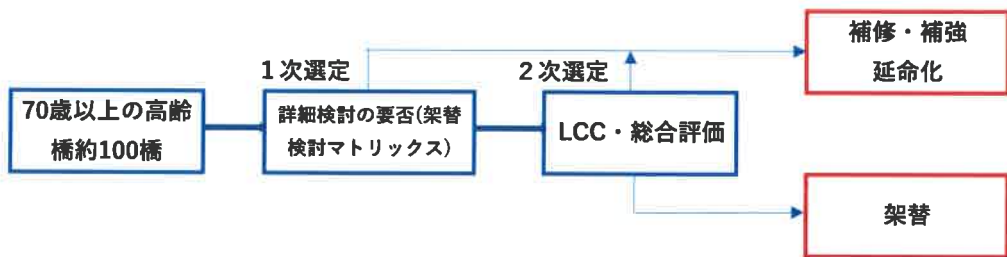 70歳以上の高齢
橋約100橋
1次選定
詳細検討の要否(架替
検討マトリックス)
2次選定
LCC・総合評価
補修・補強
延命化
架替